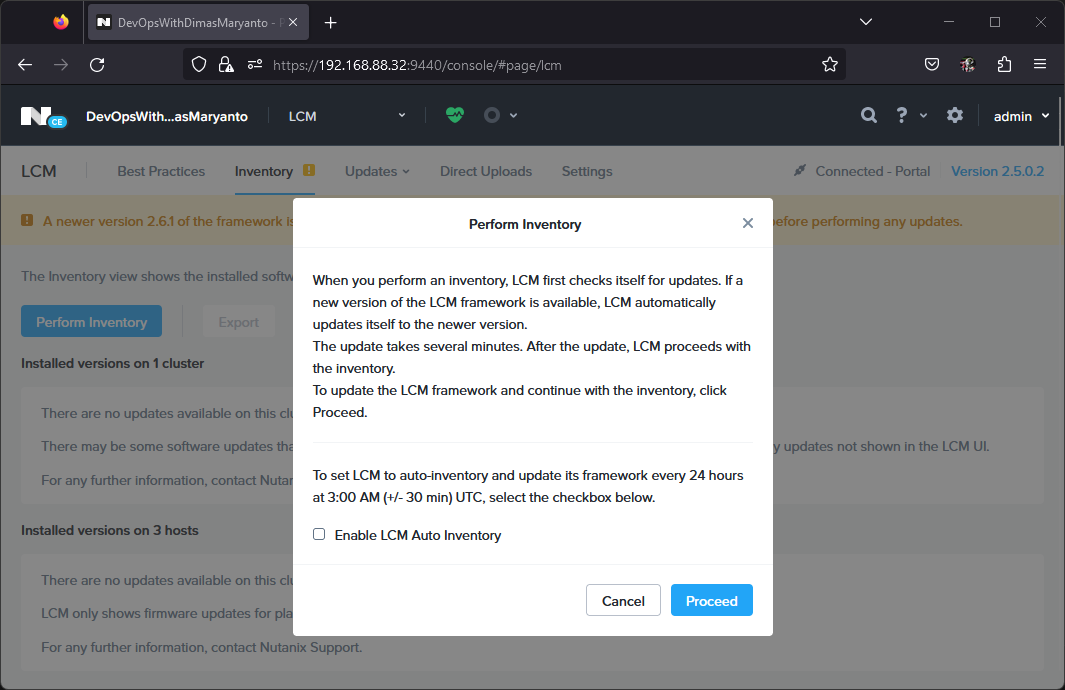 DevOpsWithDimasMaryanto -
https://192.168.88.32:9440/console/#page/lcm
N CE DevOpsWith...asMaryanto LCM ? admin
LCM Best Practices Inventory Updates Direct Uploads Settings Connected - Portal Version 2.5.0.2
A newer version 2.6.1 of the framework is before performing any updates.
The Inventory view shows the installed softw
Perform Inventory Export
Installed versions on 1 cluster
There are no updates available on this clu
There may be some software updates tha y updates not shown in the LCM UI.
For any further information, contact Nutan
Installed versions on 3 hosts
There are no updates available on this clu
LCM only shows firmware updates for pla
For any further information, contact Nutanix Support.
Perform Inventory
When you perform an inventory, LCM first checks itself for updates. If a
new version of the LCM framework is available, LCM automatically
updates itself to the newer version.
The update takes several minutes. After the update, LCM proceeds with
the inventory.
To update the LCM framework and continue with the inventory, click
Proceed.
To set LCM to auto-inventory and update its framework every 24 hours
at 3:00 AM (+/- 30 min) UTC, select the checkbox below.
Enable LCM Auto Inventory
Cancel Proceed